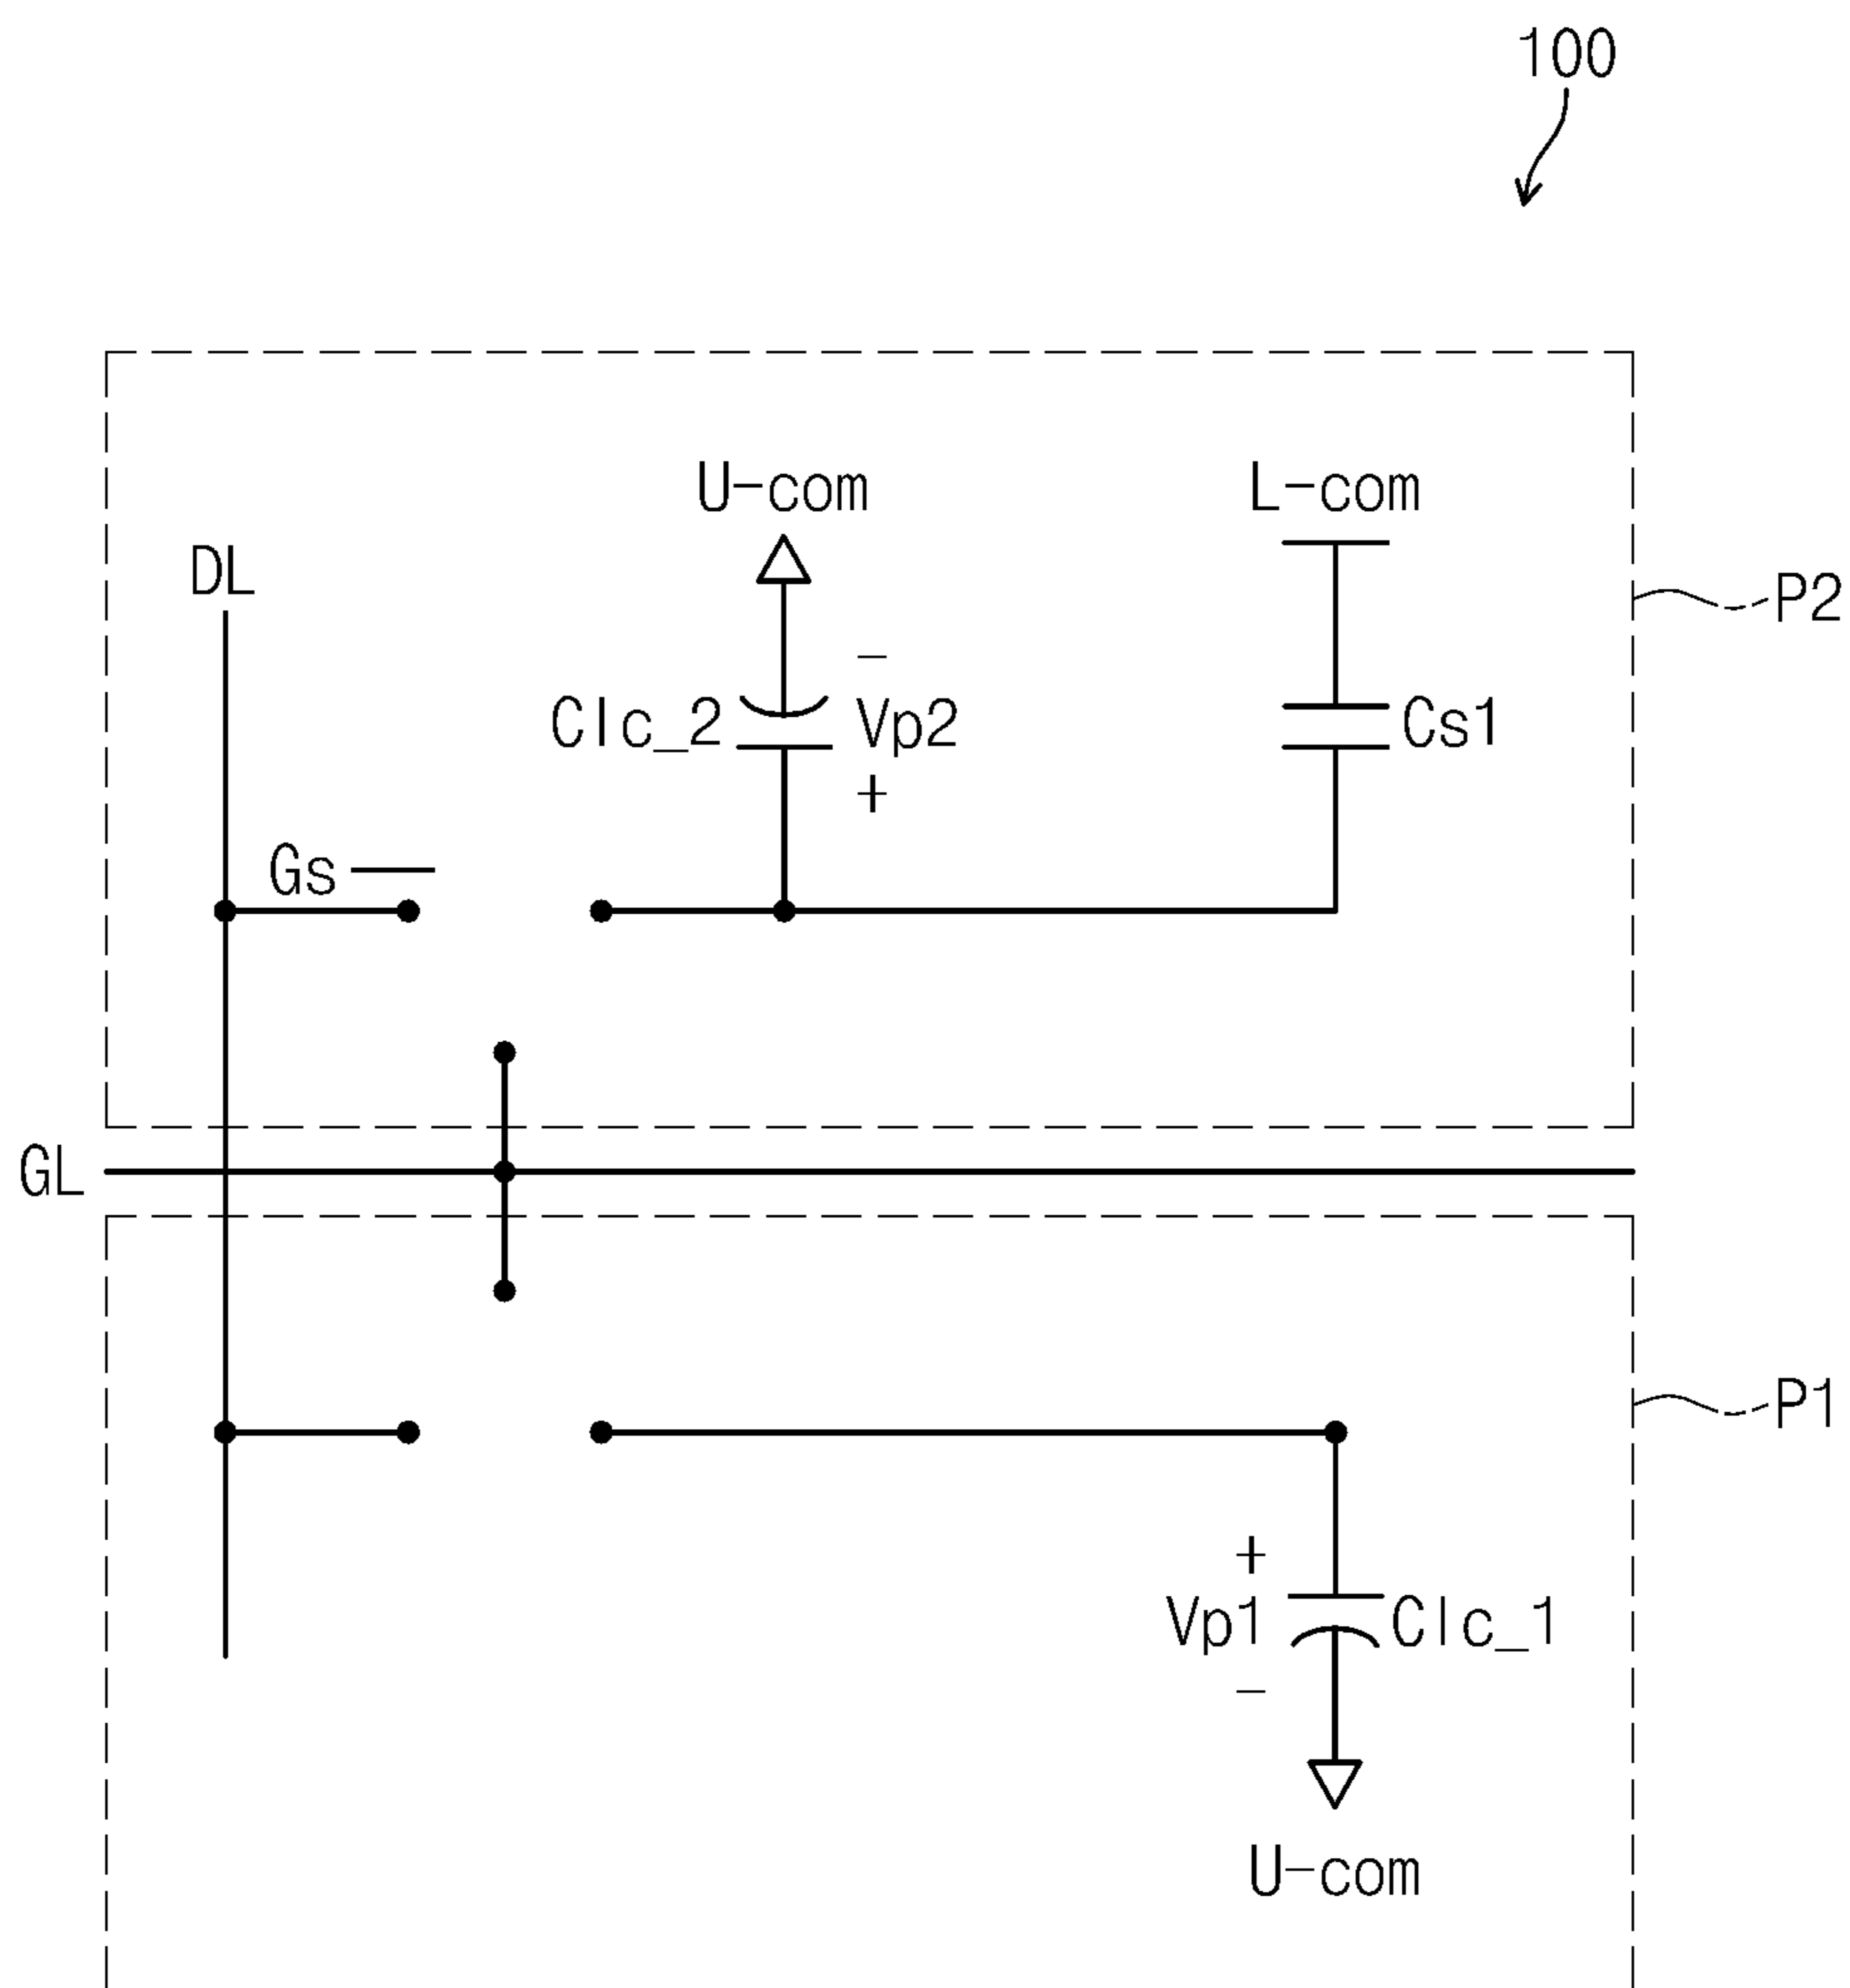 100
U-com
L-com
DL
P2
-
Clc_2
Vp2
Cs1
+
Gs
GL
P1
+
Vp1
Clc_1
-
U-com